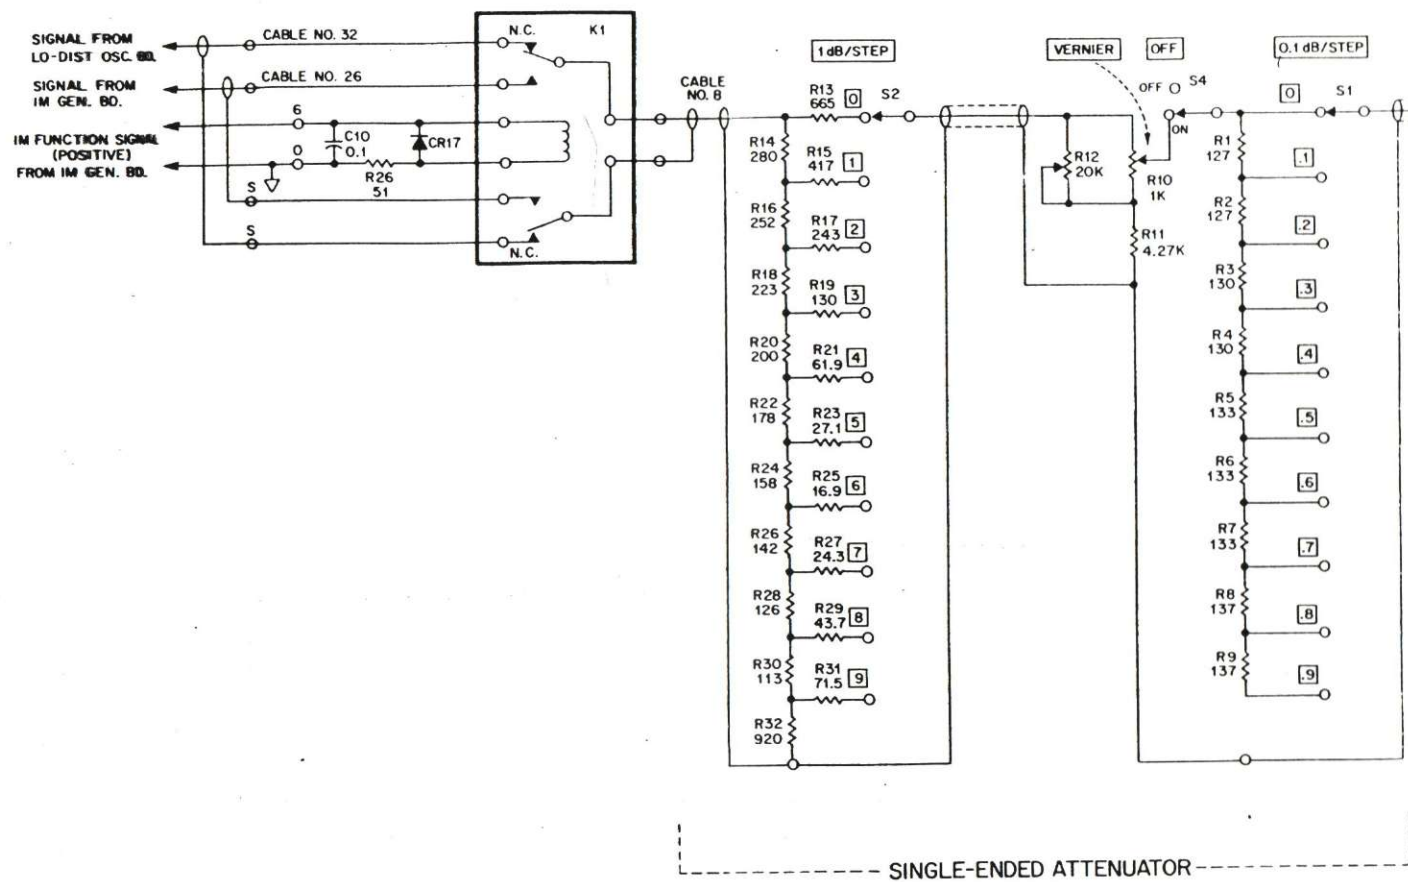 SIGNAL FROM
LO-DIST OSC. BD.
CABLE NO. 32
SIGNAL FROM
IM GEN. BD.
CABLE NO. 26
6
IM FUNCTION SIGNAL
(POSITIVE)
FROM IM GEN. BD.
0
C10
0.1
CR17
R26
51
S
S
N.C.
K1
N.C.
CABLE
NO. 8
1 dB/STEP
R13
665
0
S2
R14
280
R15
417
1
R16
252
R17
243
2
R18
223
R19
130
3
R20
200
R21
61.9
4
R22
178
R23
27.1
5
R24
158
R25
16.9
6
R26
142
R27
24.3
7
R28
126
R29
43.7
8
R30
113
R31
71.5
9
R32
920
VERNIER
OFF
OFF
S4
ON
R12
20K
R10
1K
R11
4.27K
0.1 dB/STEP
0
S1
R1
127
.1
R2
127
.2
R3
130
.3
R4
130
.4
R5
133
.5
R6
133
.6
R7
133
.7
R8
137
.8
R9
137
.9
SINGLE-ENDED ATTENUATOR